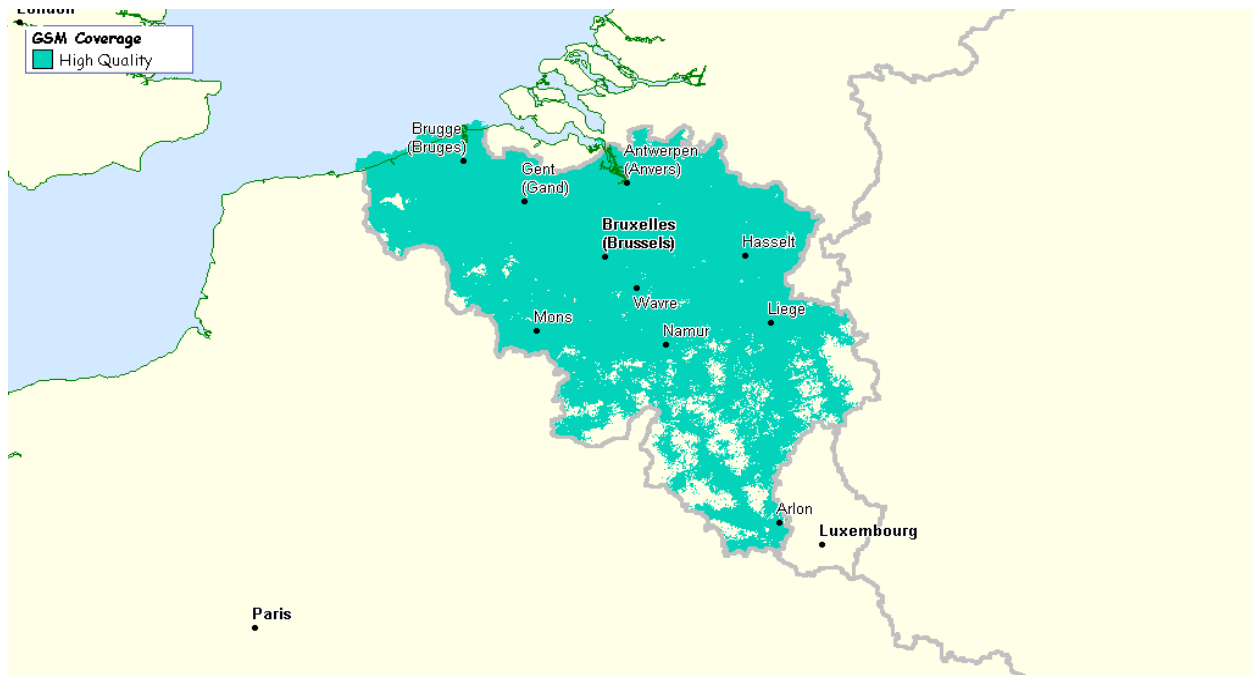 London
GSM Coverage
High Quality
Brugge
(Bruges)
Antwerpen
(Anvers)
Gent
(Gand)
Bruxelles
(Brussels)
Hasselt
Wavre
Mons
Liege
Namur
Arlon
Luxembourg
Paris